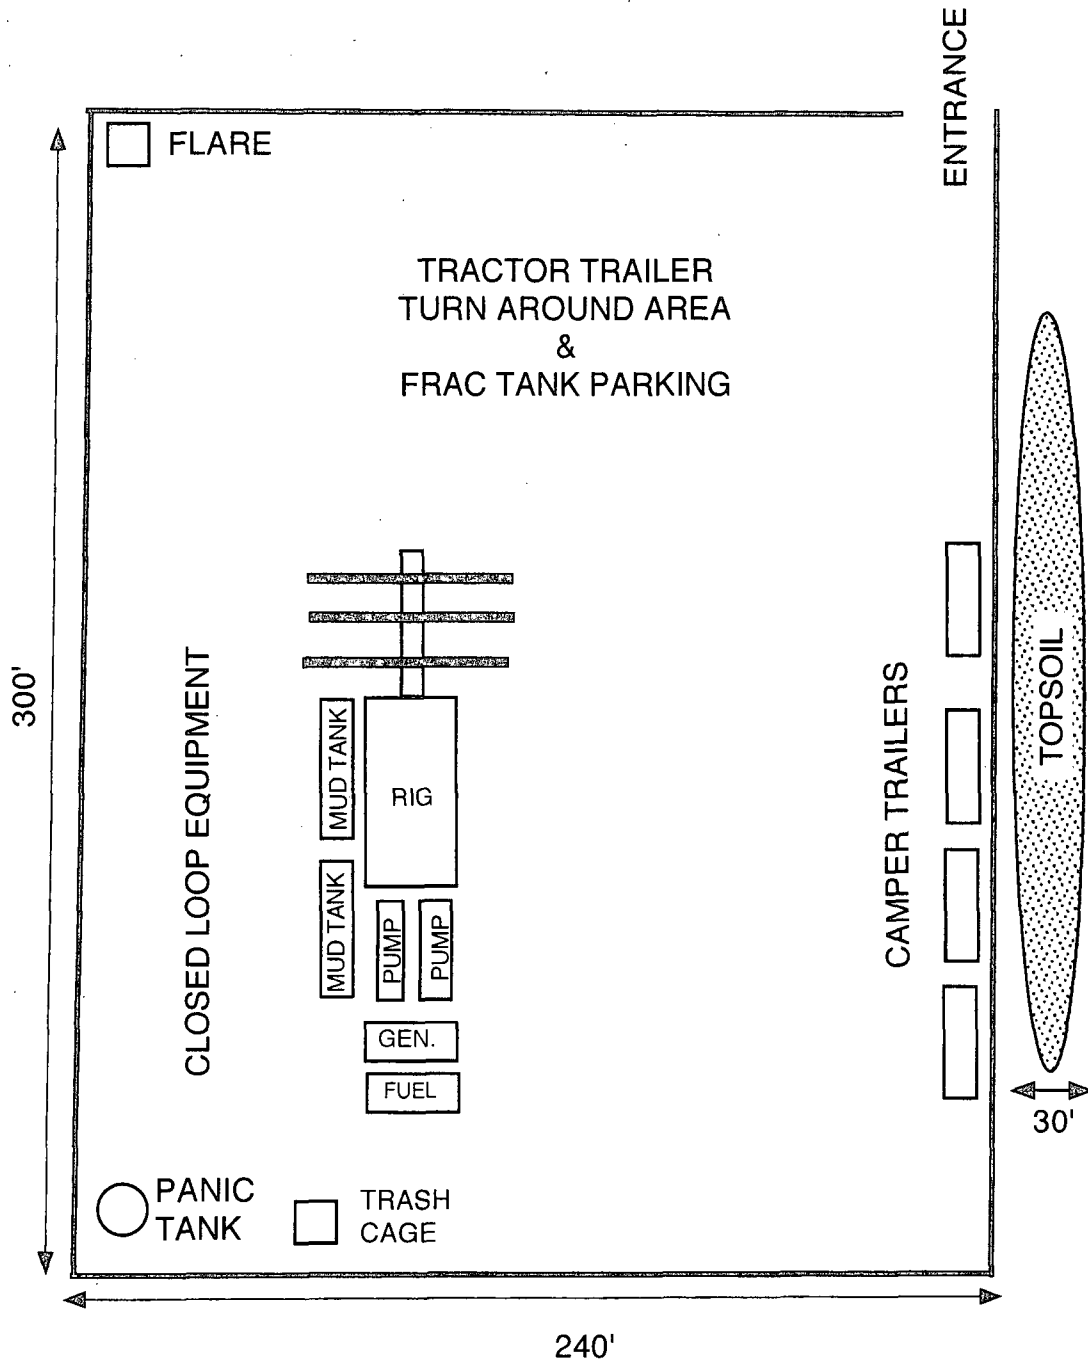 ENTRANCE
FLARE
TRACTOR TRAILER
TURN AROUND AREA
&
FRAC TANK PARKING
300'
CLOSED LOOP EQUIPMENT
MUD TANK
MUD TANK
RIG
PUMP
PUMP
GEN.
FUEL
CAMPER TRAILERS
TOPSOIL
30'
PANIC
TANK
TRASH
CAGE
240'